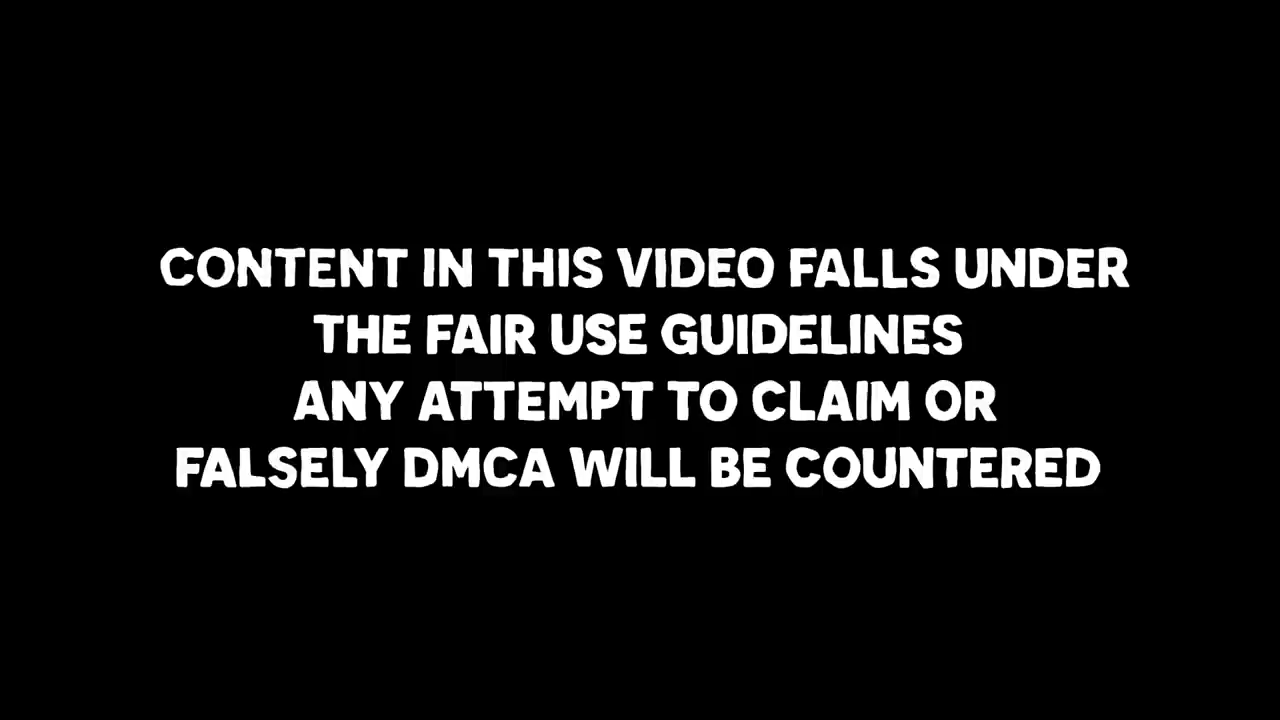 CONTENT IN THIS VIDEO FALLS UNDER
THE FAIR USE GUIDELINES
ANY ATTEMPT TO CLAIM OR
FALSELY DMCA WILL BE COUNTERED